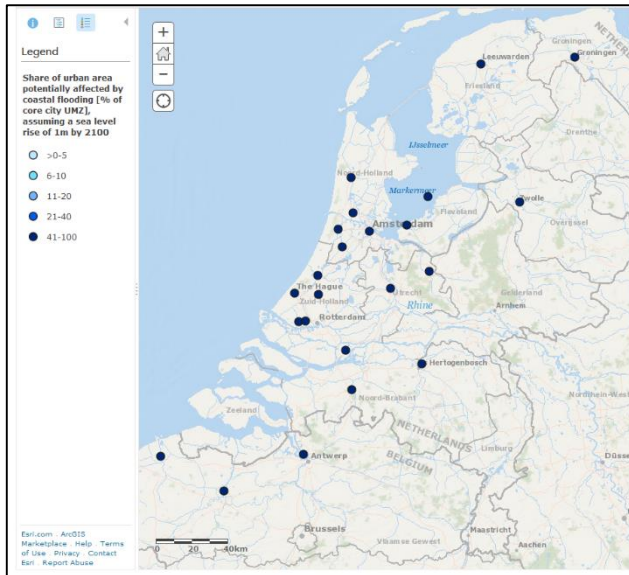 Legend
Share of urban area
potentially affected by
coastal flooding [% of
core city UMZ],
assuming a sea level
rise of 1m by 2100
>0-5
6-10
11-20
21-40
41-100
Esri.com . ArcGIS
Marketplace . Help . Terms
of Use . Privacy . Contact
Esri . Report Abuse
+
−
Groningen
Leeuwarden
Groningen
Friesland
Drenthe
IJsselmeer
Noord-Holland
Markermeer
Zwolle
Flevoland
Amsterdam
Overijssel
The Hague
Utrecht
Gelderland
Zuid-Holland
Rhine
Arnhem
Rotterdam
Hertogenbosch
Noord-Brabant
Zeeland
NETHERLANDS
Limburg
Antwerp
BELGIUM
Brussels
Vlaamse Gewest
Maastricht
Aachen
0 20 40km